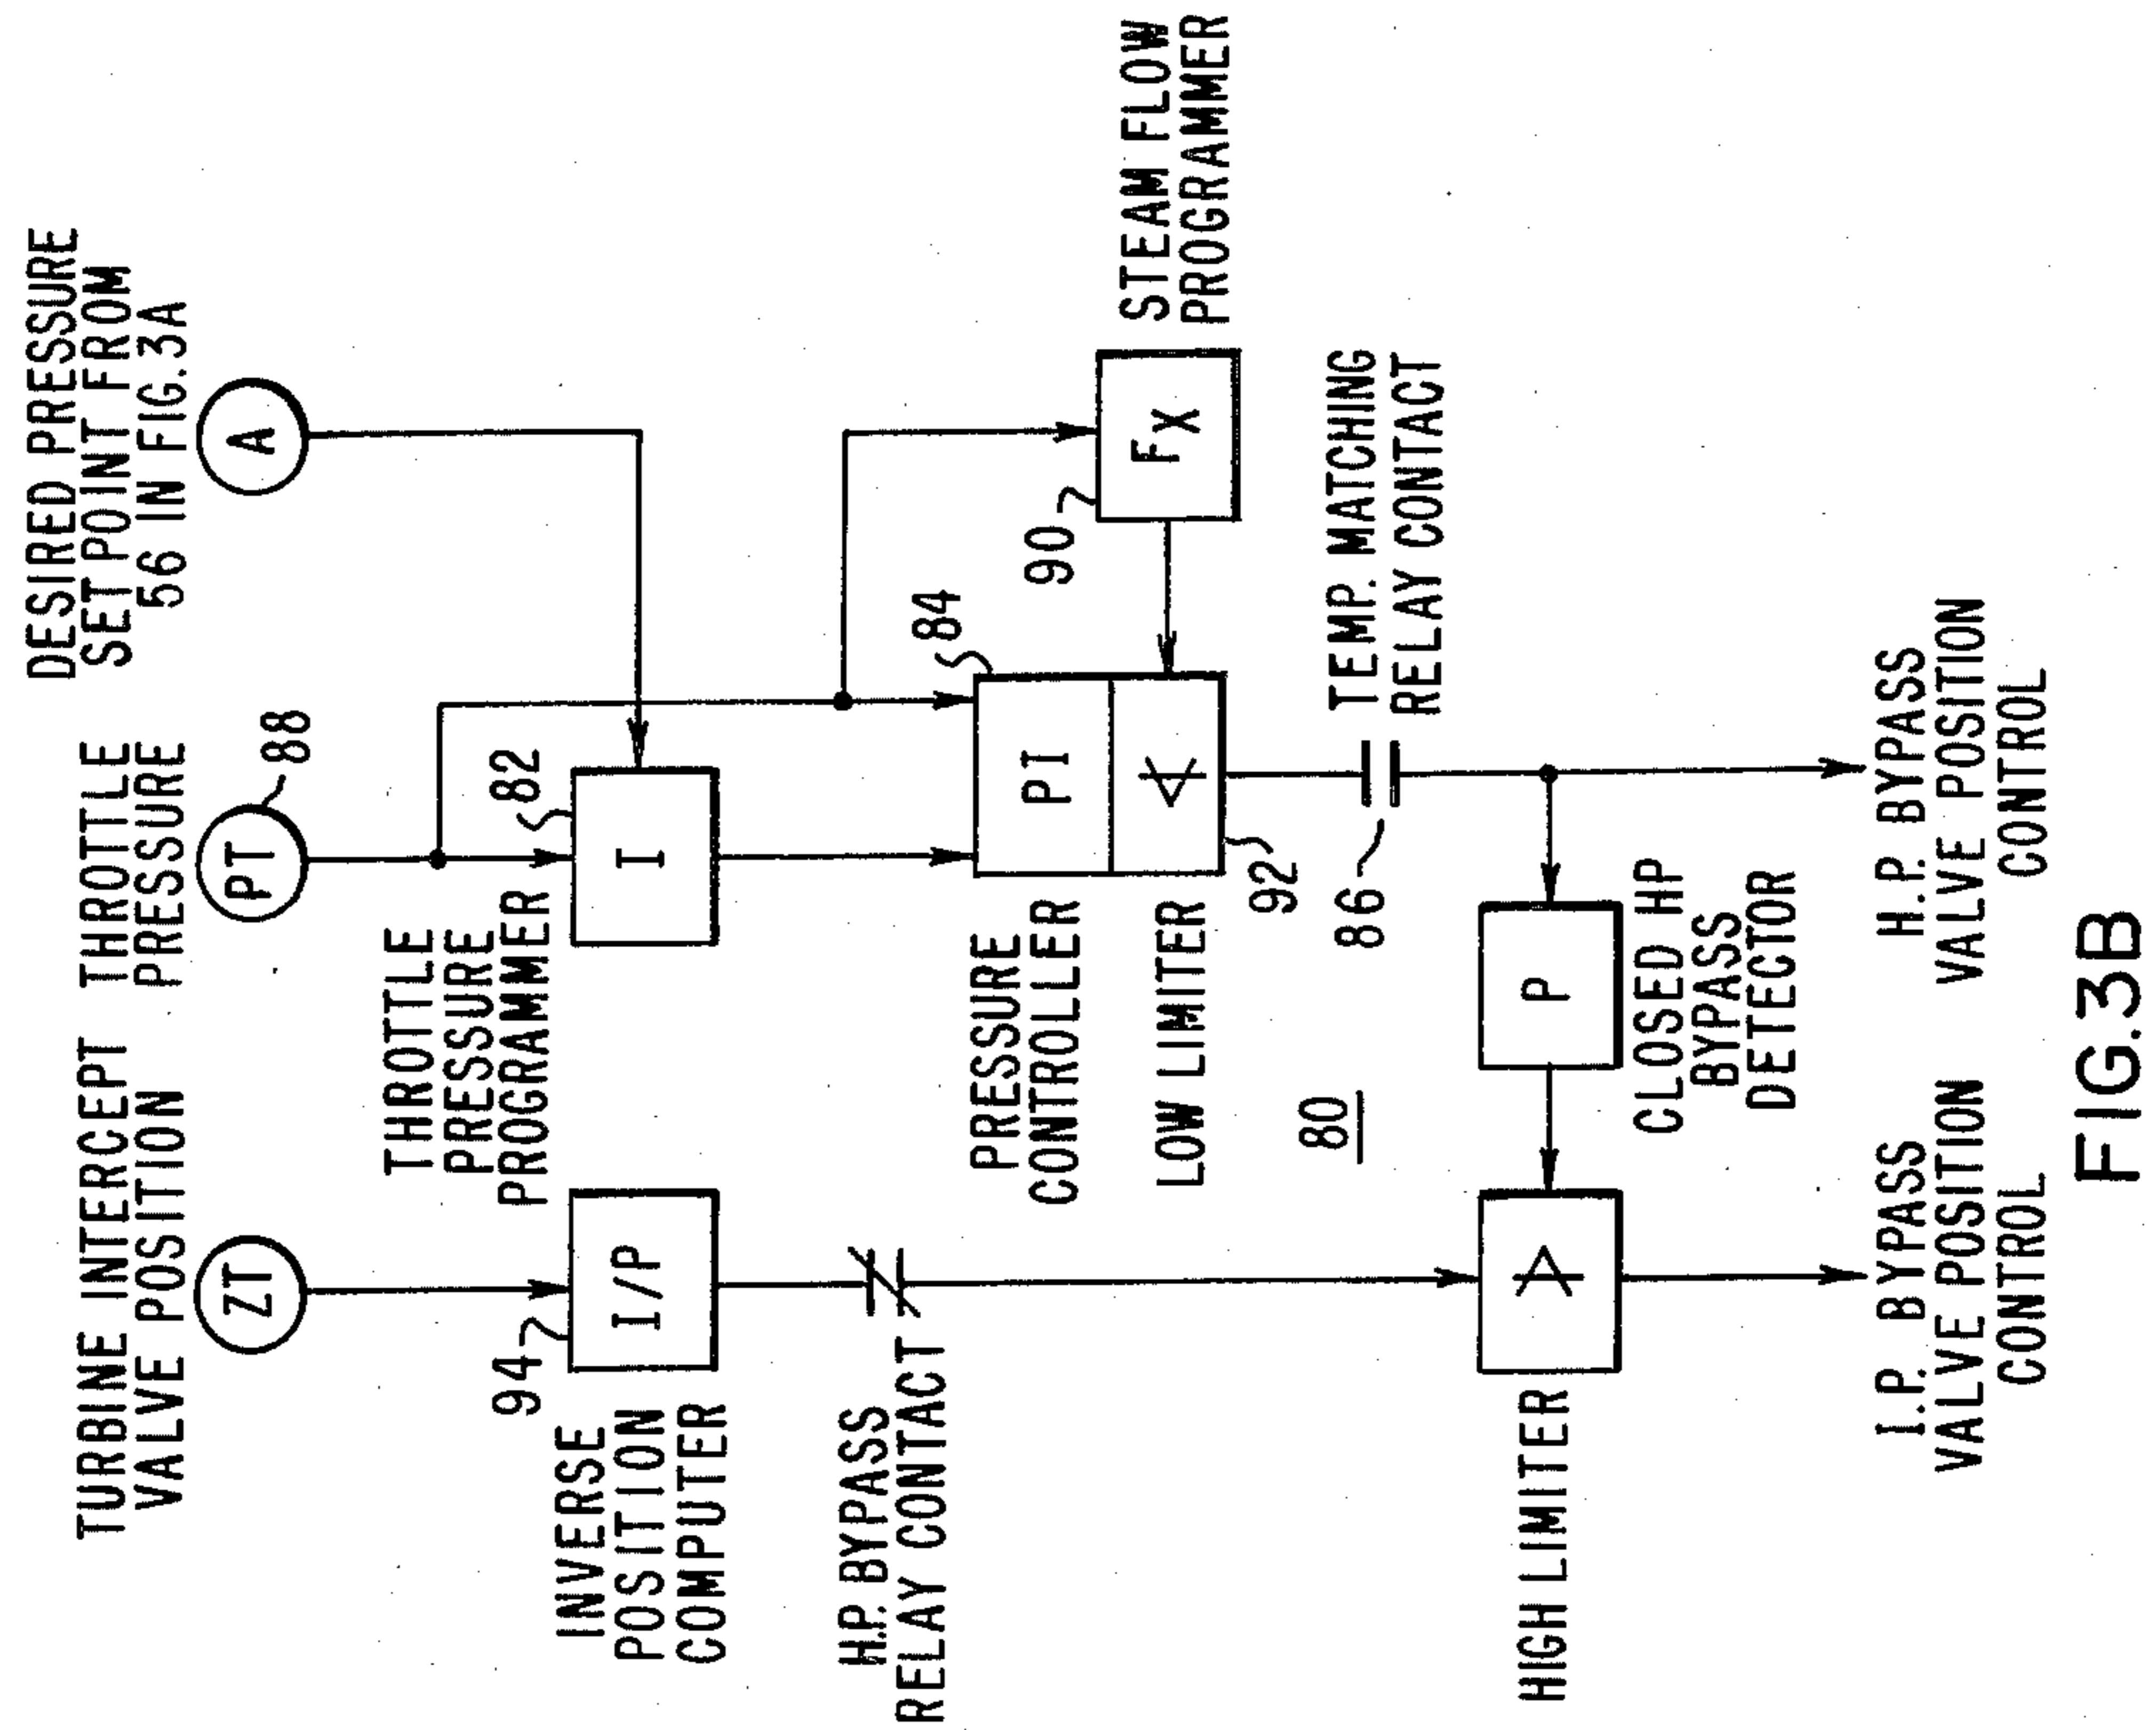 TURBINE INTERCEPT
VALVE POSITION
ZT
THROTTLE
PRESSURE
PT
88
DESIRED PRESSURE
SET POINT FROM
56 IN FIG.3A
A
94
I/P
INVERSE
POSITION
COMPUTER
THROTTLE
PRESSURE
PROGRAMMER
82
I
H.P. BYPASS
RELAY CONTACT
PRESSURE
CONTROLLER
84
PI
LOW LIMITER
92
90
FX
STEAM FLOW
PROGRAMMER
80
86
TEMP. MATCHING
RELAY CONTACT
HIGH LIMITER
P
CLOSED HP
BYPASS
DETECTOR
I.P. BYPASS
VALVE POSITION
CONTROL
H.P. BYPASS
VALVE POSITION
CONTROL
FIG.3B